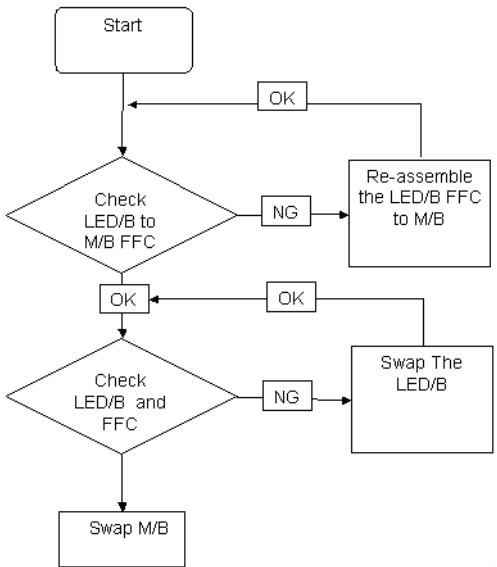 Start
OK
Check
LED/B to
M/B FFC
NG
Re-assemble
the LED/B FFC
to M/B
OK
OK
Check
LED/B and
FFC
NG
Swap The
LED/B
Swap M/B